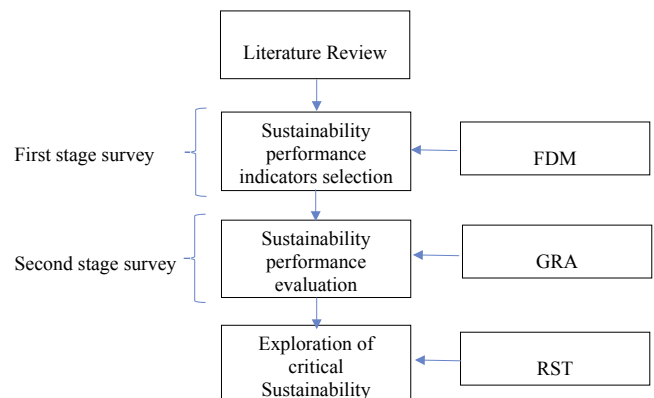 Literature Review
First stage survey
Sustainability
performance
indicators selection
FDM
Second stage survey
Sustainability
performance
evaluation
GRA
Exploration of
critical
Sustainability
RST